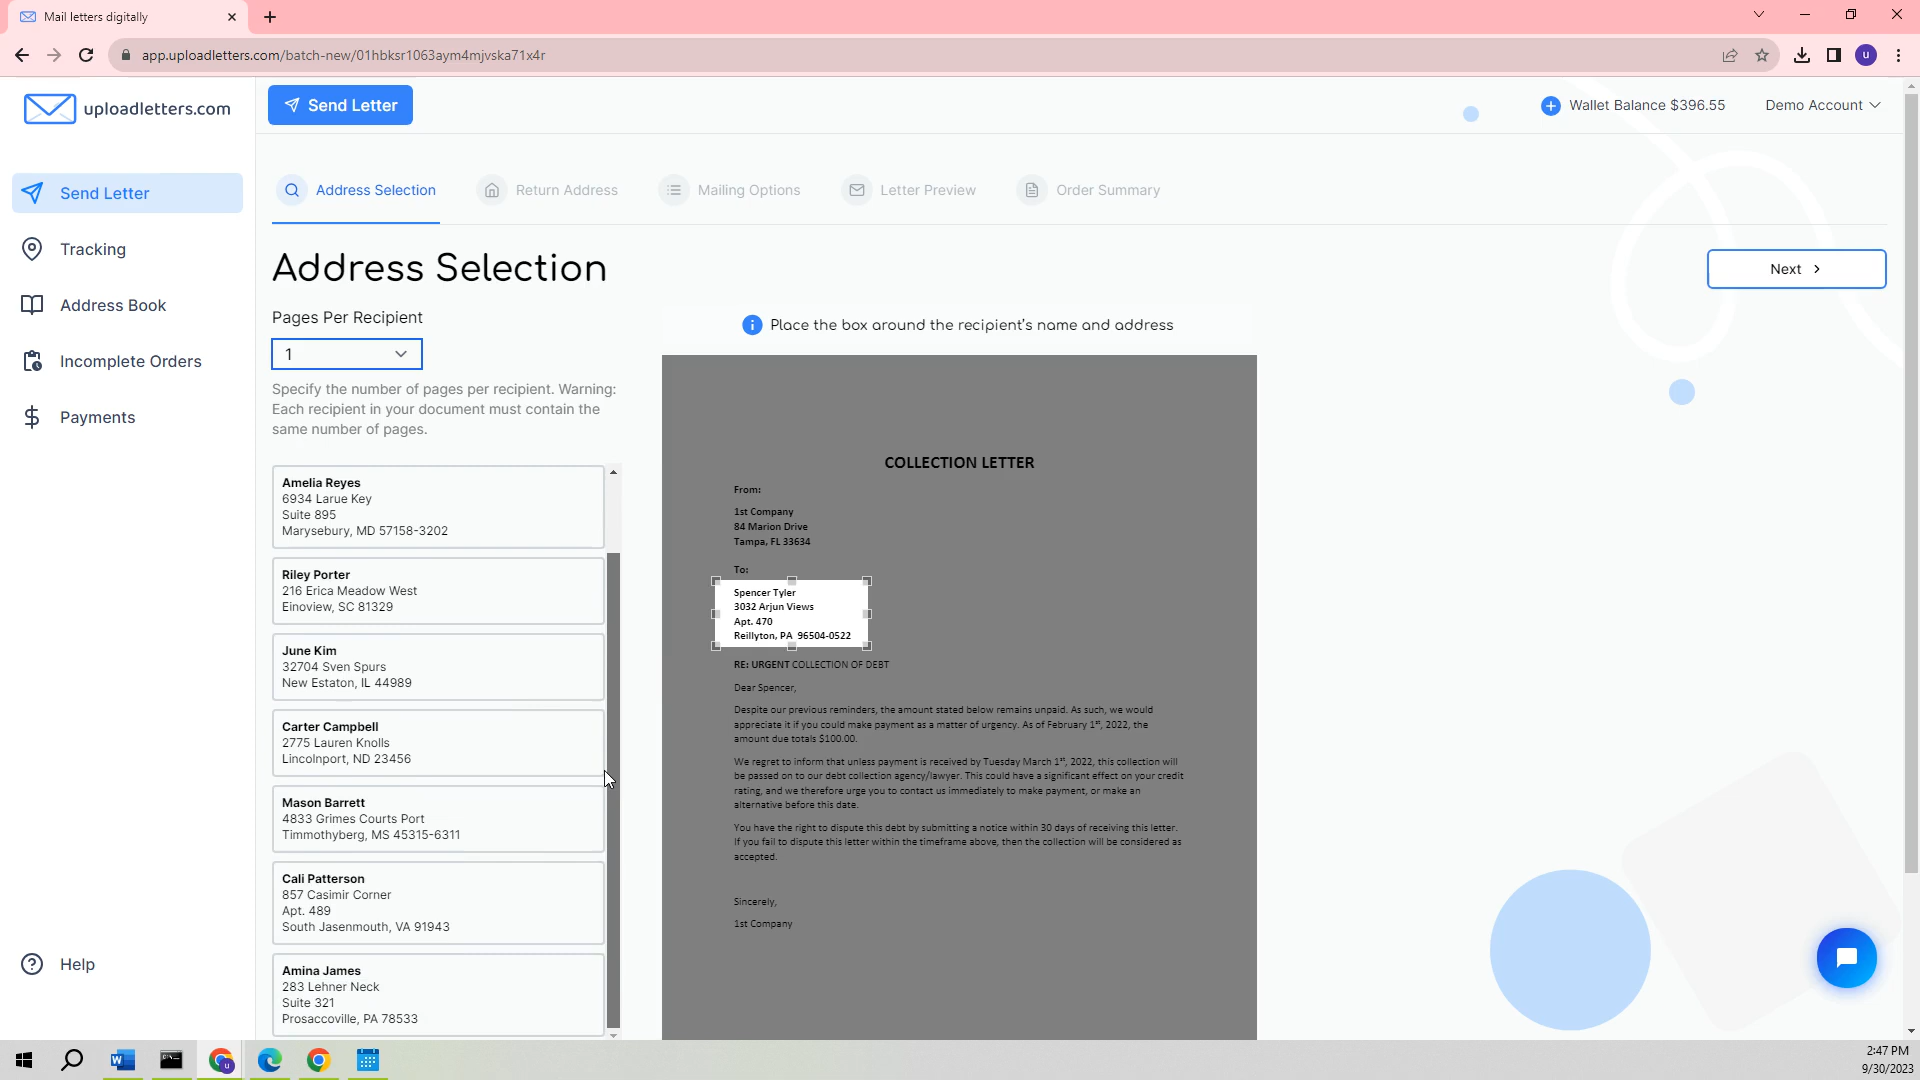 Mail letters digitally
app.uploadletters.com/batch-new/01hbksr1063aym4mjvska71x4r
u
uploadletters.com
Send Letter
Wallet Balance $396.55
Demo Account
Send Letter
Tracking
Address Book
Incomplete Orders
Payments
Help
Address Selection
Return Address
Mailing Options
Letter Preview
Order Summary
Address Selection
Next
Pages Per Recipient
1
Specify the number of pages per recipient. Warning:
Each recipient in your document must contain the
same number of pages.
Amelia Reyes
6934 Larue Key
Suite 895
Marysebury, MD 57158-3202
Riley Porter
216 Erica Meadow West
Einoview, SC 81329
June Kim
32704 Sven Spurs
New Estaton, IL 44989
Carter Campbell
2775 Lauren Knolls
Lincolnport, ND 23456
Mason Barrett
4833 Grimes Courts Port
Timmothyberg, MS 45315-6311
Cali Patterson
857 Casimir Corner
Apt. 489
South Jasenmouth, VA 91943
Amina James
283 Lehner Neck
Suite 321
Prosaccoville, PA 78533
Place the box around the recipient's name and address
COLLECTION LETTER
From:
1st Company
84 Marion Drive
Tampa, FL 33634
To:
Spencer Tyler
3032 Arjun Views
Apt. 470
Reillyton, PA 96504-0522
RE: URGENT COLLECTION OF DEBT
Dear Spencer,
Despite our previous reminders, the amount stated below remains unpaid. As such, we would
appreciate it if you could make payment as a matter of urgency. As of February 1st, 2022, the
amount due totals $100.00.
We regret to inform that unless payment is received by Tuesday March 1st, 2022, this collection will
be passed on to our debt collection agency/lawyer. This could have a significant effect on your credit
rating, and we therefore urge you to contact us immediately to make payment, or make an
alternative before this date.
You have the right to dispute this debt by submitting a notice within 30 days of receiving this letter.
If you fail to dispute this letter within the timeframe above, then the collection will be considered as
accepted.
Sincerely,
1st Company
2:47 PM
9/30/2023